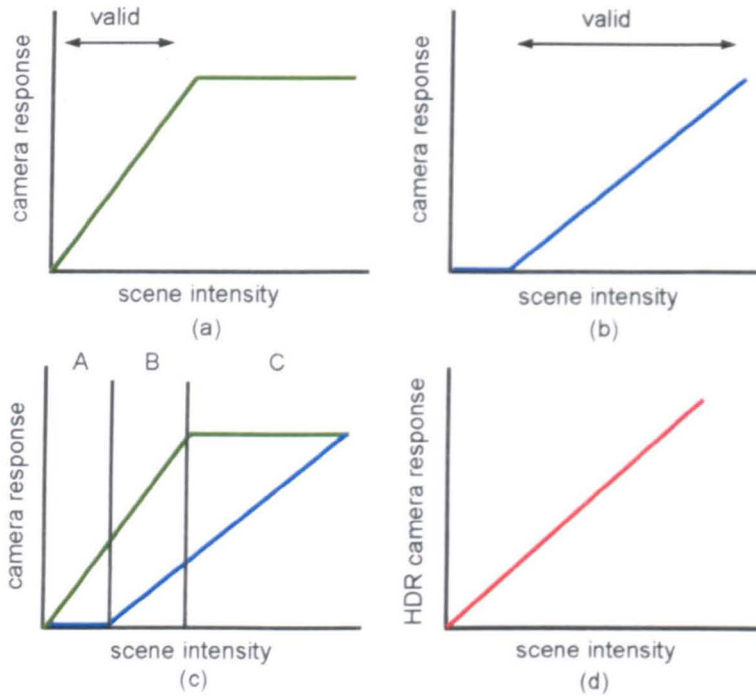 valid
camera response
scene intensity
(a)
valid
camera response
scene intensity
(b)
A B C
camera response
scene intensity
(c)
HDR camera response
scene intensity
(d)